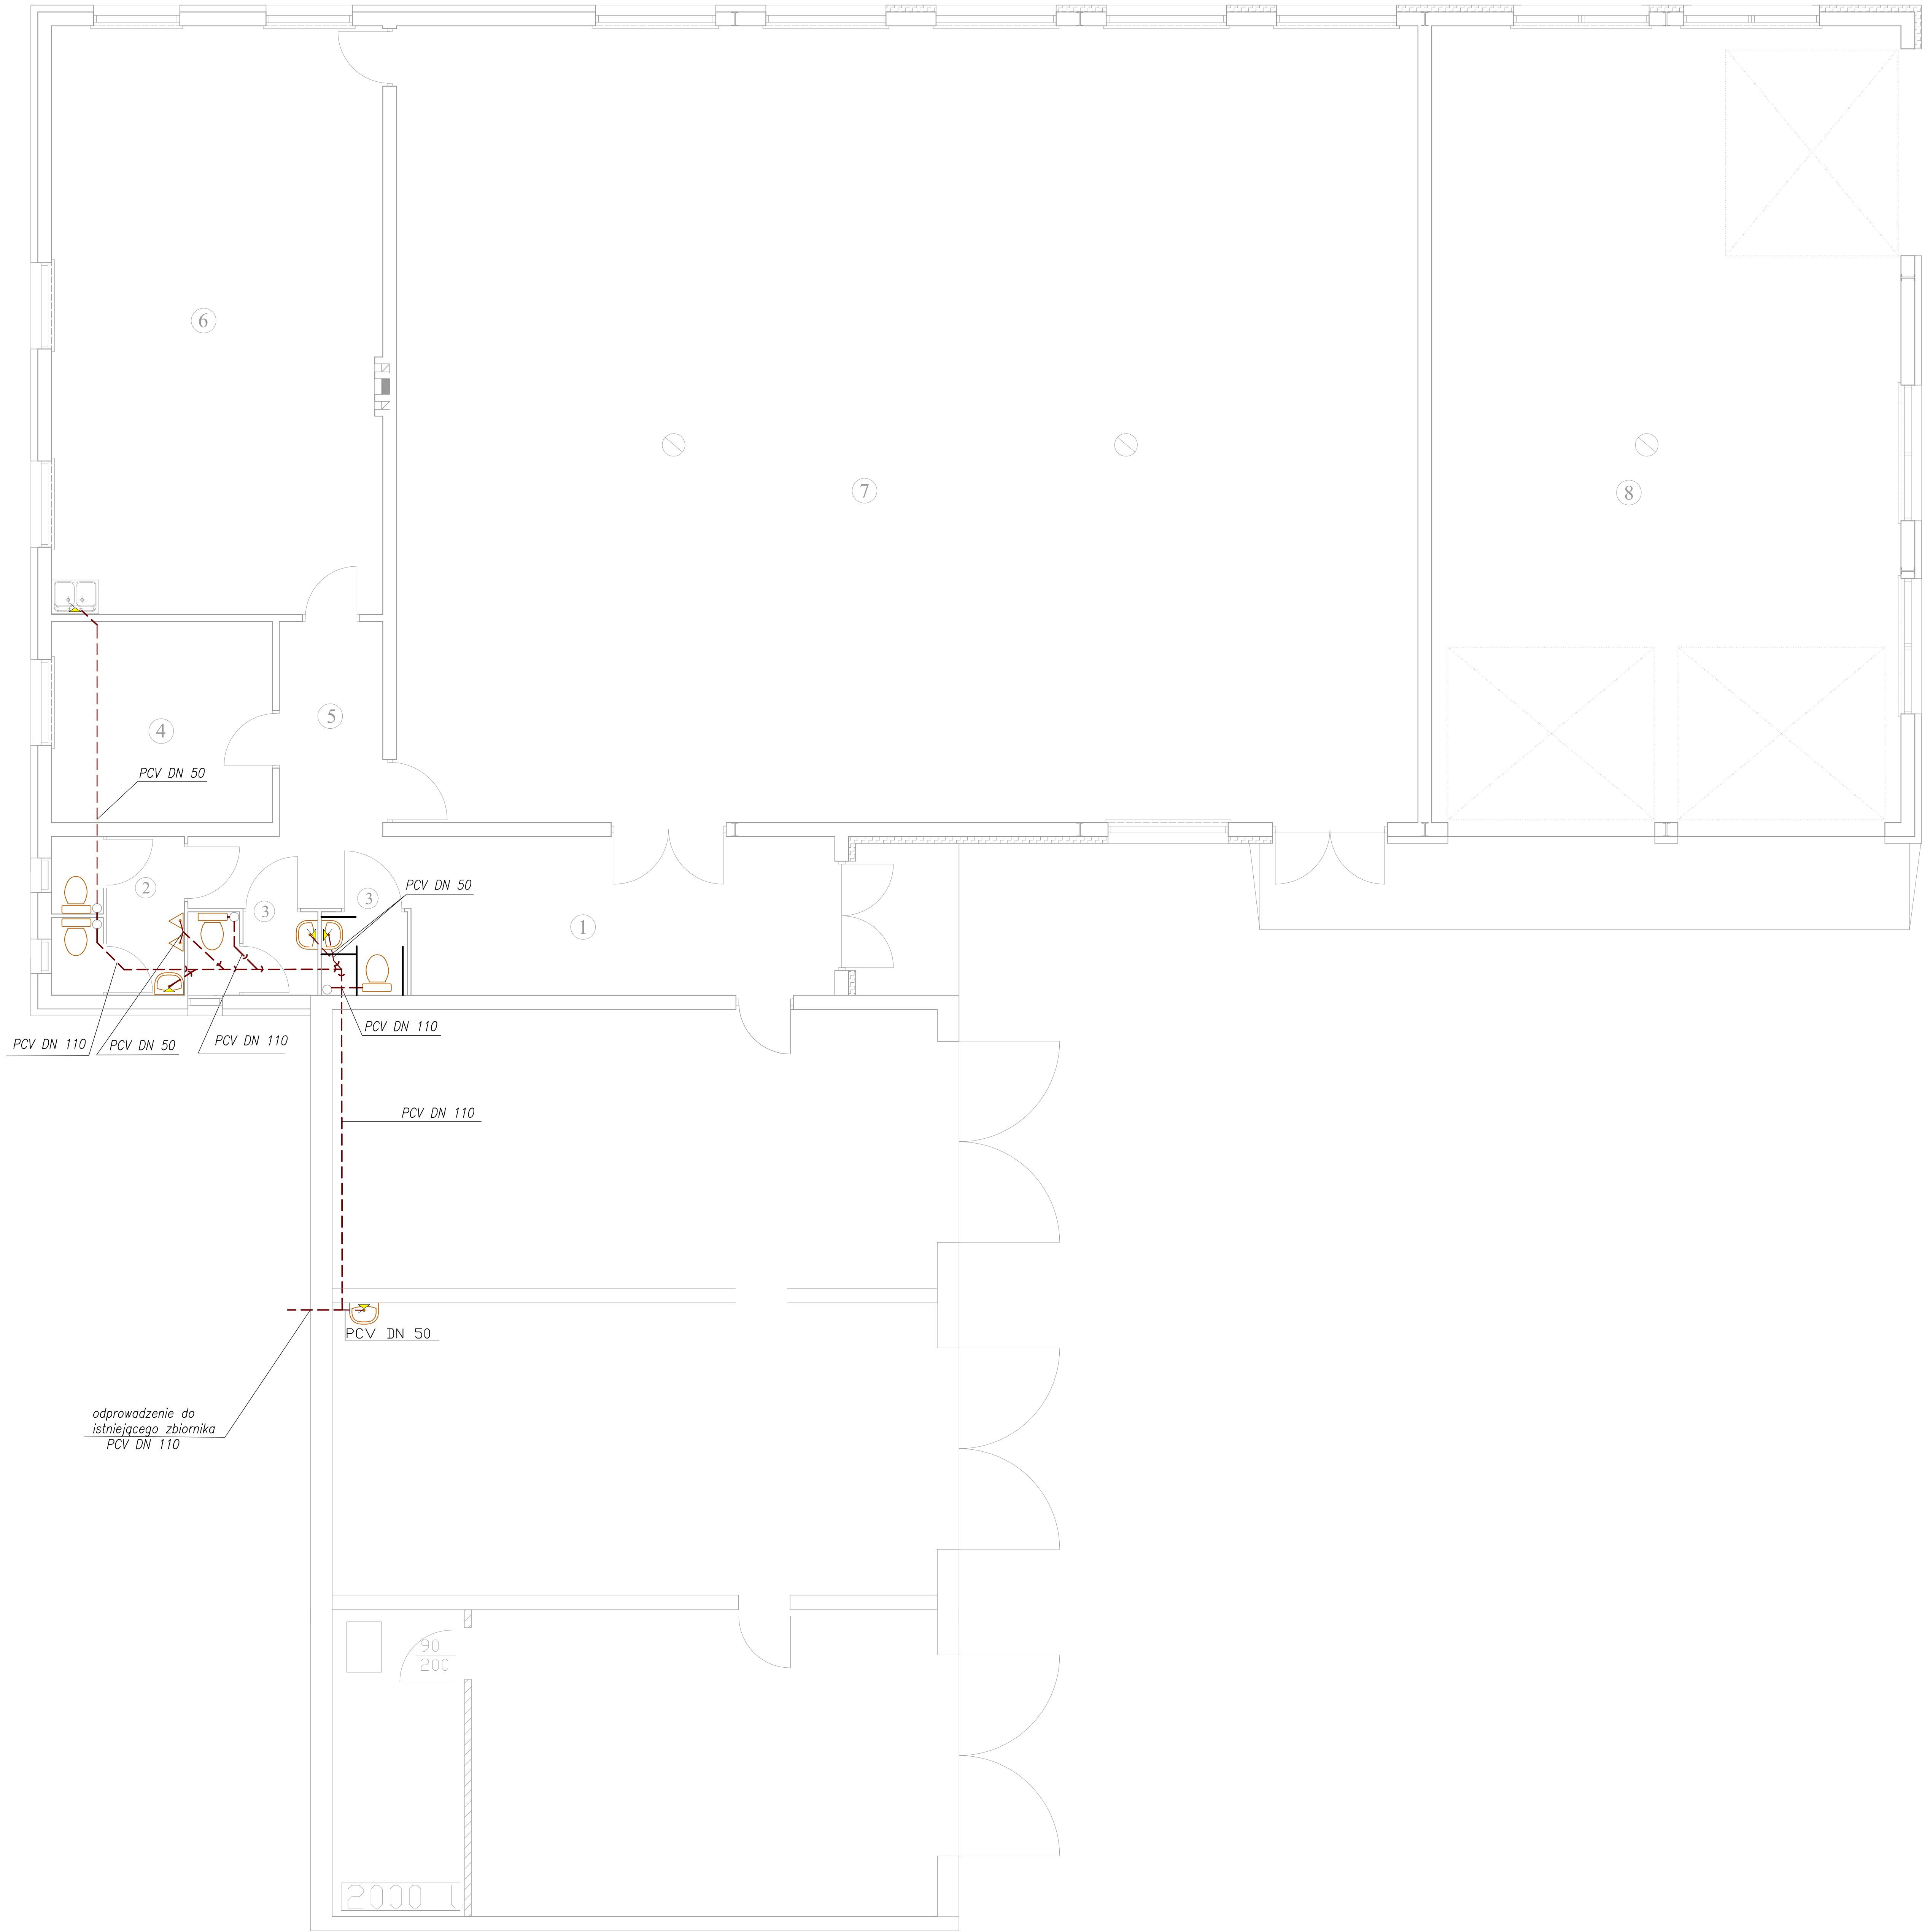 6
7
8
5
4
PCV DN 50
2
3
3
PCV DN 50
1
PCV DN 110
PCV DN 50
PCV DN 110
PCV DN 110
PCV DN 110
PCV DN 50
odprowadzenie do
istniejącego zbiornika
PCV DN 110
90
200
2000 l